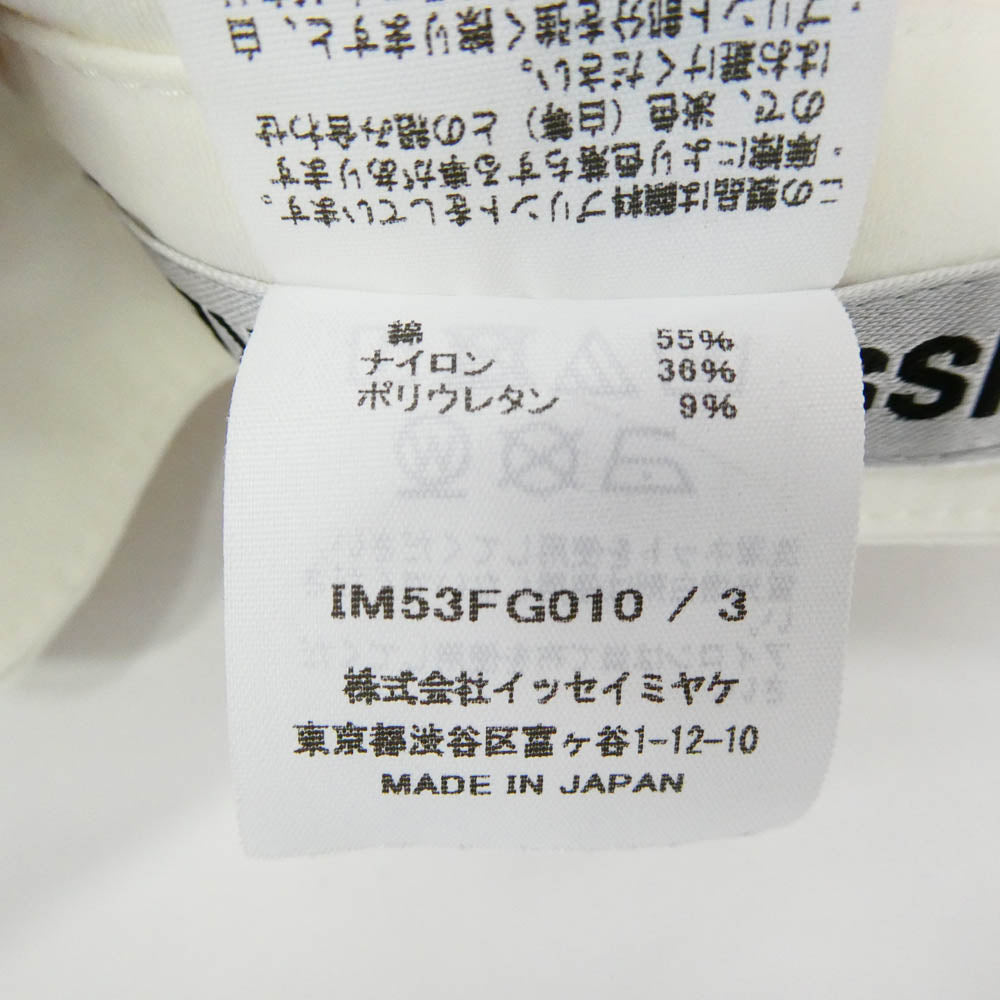 この製品は顔料プリントをしています。
・摩擦により色落ちする事があります
ので、淡色（白等）との組み合わせ
はお避けください。
綿 55%
ナイロン 36%
ポリウレタン 9%
IM53FG010 / 3
株式会社イッセイミヤケ
東京都渋谷区富ヶ谷1-12-10
MADE IN JAPAN